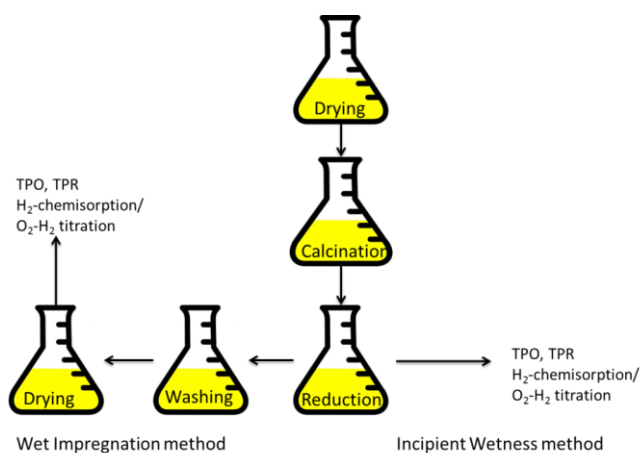 Drying
TPO, TPR
H₂-chemisorption/
O₂-H₂ titration
Calcination
Drying
Washing
Reduction
TPO, TPR
H₂-chemisorption/
O₂-H₂ titration
Wet Impregnation method
Incipient Wetness method